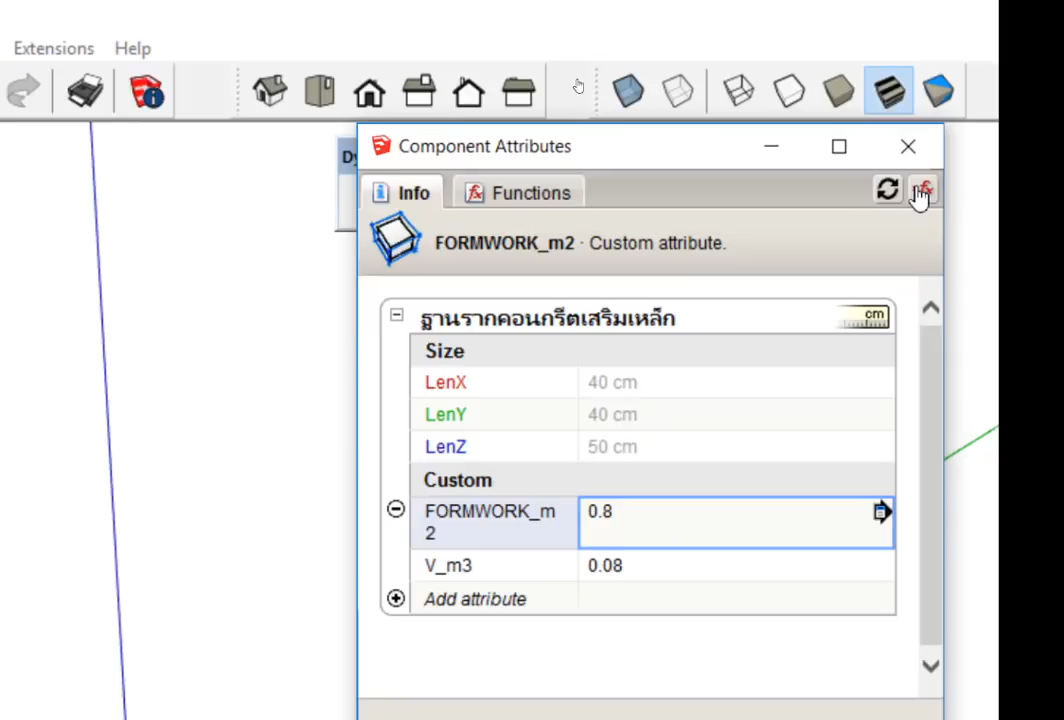 Extensions Help
Dy
Component Attributes
Info Functions
FORMWORK_m2 · Custom attribute.
ฐานรากคอนกรีตเสริมเหล็ก cm
Size
LenX 40 cm
LenY 40 cm
LenZ 50 cm
Custom
FORMWORK_m
2 0.8
V_m3 0.08
Add attribute